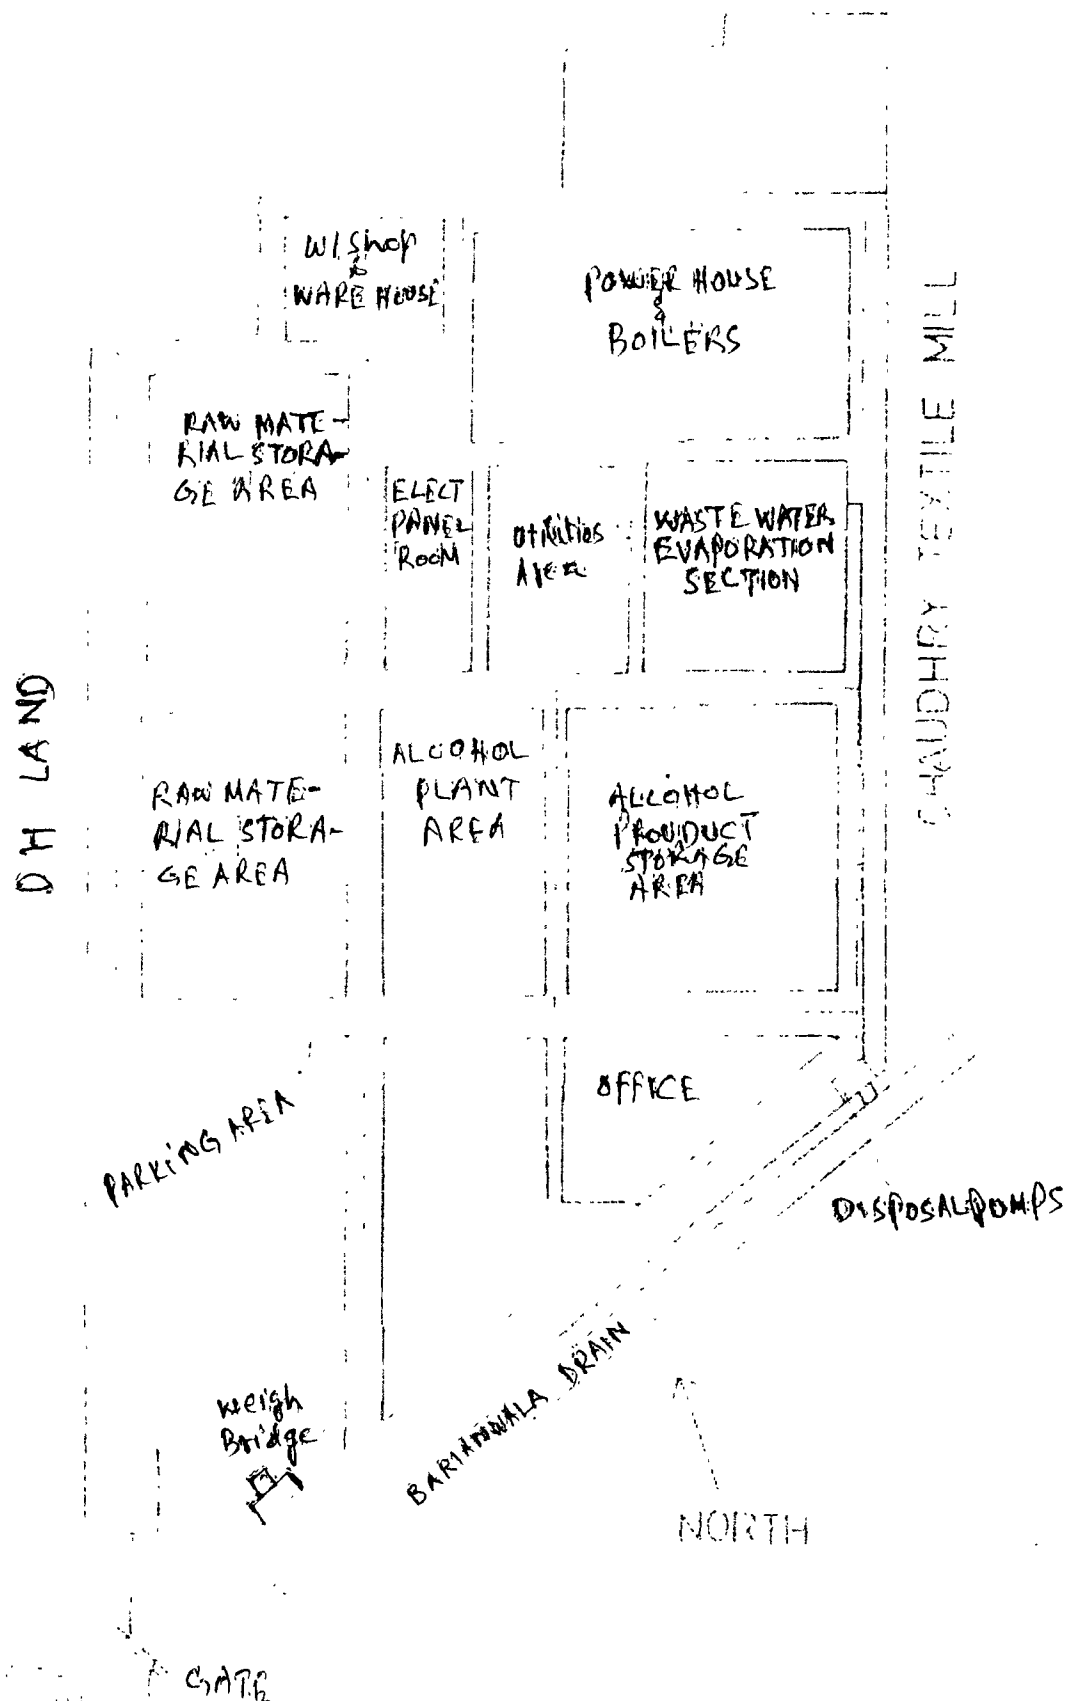 W/Shop
&
WARE HOUSE
POWER HOUSE
&
BOILERS
CHAUDHRY TEXTILE MILL
RAW MATE-
RIAL STORA-
GE AREA
ELECT
PANEL
ROOM
Utilities
Area
WASTE WATER
EVAPORATION
SECTION
DH LAND
RAW MATE-
RIAL STORA-
GE AREA
ALCOHOL
PLANT
AREA
ALCOHOL
PROUDUCT
STORAGE
AREA
OFFICE
PARKING AREA
DISPOSAL PUMPS
BARIANWALA DRAIN
Weigh
Bridge
NORTH
GATE